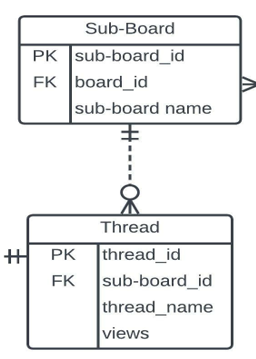 Sub-Board
PK sub-board_id
FK board_id
sub-board name
Thread
PK thread_id
FK sub-board_id
thread_name
views